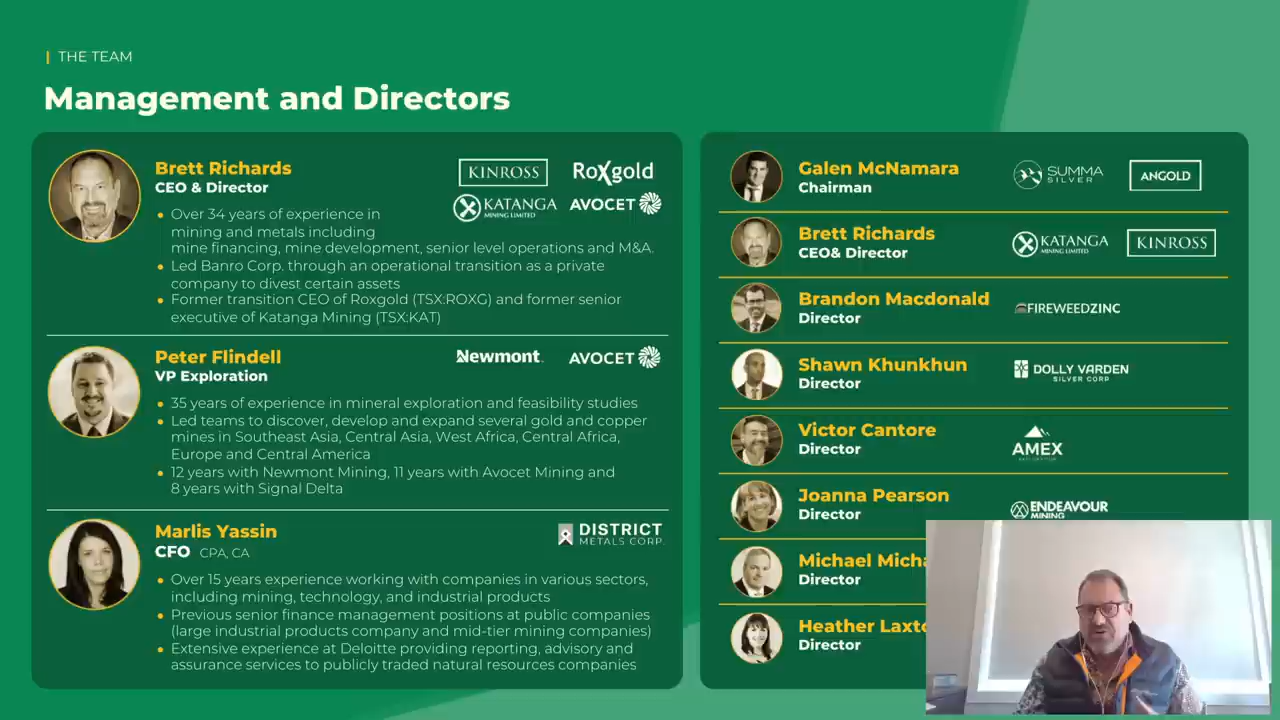 THE TEAM
Management and Directors
Brett Richards
CEO & Director
KINROSS
RoXgold
KATANGA
MINING LIMITED
AVOCET
Over 34 years of experience in
mining and metals including
mine financing, mine development, senior level operations and M&A.
Led Banro Corp. through an operational transition as a private
company to divest certain assets
Former transition CEO of Roxgold (TSX:ROXG) and former senior
executive of Katanga Mining (TSX:KAT)
Peter Flindell
VP Exploration
Newmont
AVOCET
35 years of experience in mineral exploration and feasibility studies
Led teams to discover, develop and expand several gold and copper
mines in Southeast Asia, Central Asia, West Africa, Central Africa,
Europe and Central America
12 years with Newmont Mining, 11 years with Avocet Mining and
8 years with Signal Delta
Marlis Yassin
CFO CPA, CA
DISTRICT
METALS CORP.
Over 15 years experience working with companies in various sectors,
including mining, technology, and industrial products
Previous senior finance management positions at public companies
(large industrial products company and mid-tier mining companies)
Extensive experience at Deloitte providing reporting, advisory and
assurance services to publicly traded natural resources companies
Galen McNamara
Chairman
SUMMA
SILVER
ANGOLD
Brett Richards
CEO& Director
KATANGA
MINING LIMITED
KINROSS
Brandon Macdonald
Director
FIREWEEDZINC
Shawn Khunkhun
Director
DOLLY VARDEN
SILVER CORP
Victor Cantore
Director
AMEX
Joanna Pearson
Director
ENDEAVOUR
MINING
Michael Micha
Director
Heather Laxto
Director